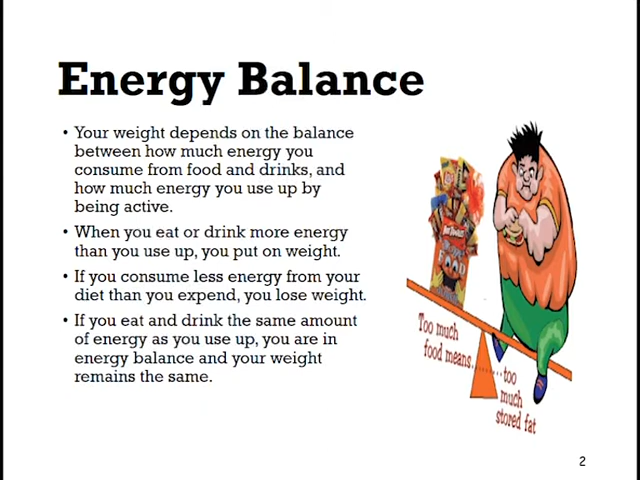 Energy Balance
• Your weight depends on the balance
between how much energy you
consume from food and drinks, and
how much energy you use up by
being active.
• When you eat or drink more energy
than you use up, you put on weight.
• If you consume less energy from your
diet than you expend, you lose weight.
• If you eat and drink the same amount
of energy as you use up, you are in
energy balance and your weight
remains the same.
FOOD
Too much
food means........too
much
stored fat
2